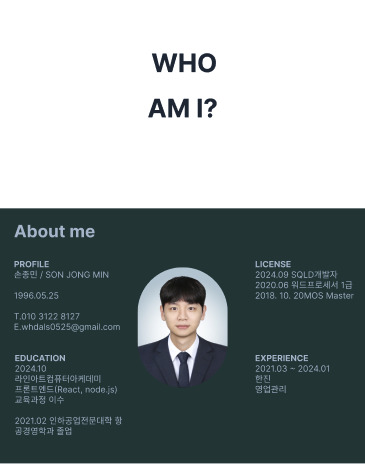 WHO
AM I?
About me
PROFILE
손종민 / SON JONG MIN
1996.05.25
T.010 3122 8127
E.whdals0525@gmail.com
EDUCATION
2024.10
라인아트컴퓨터아케데미
프론트엔드(React, node.js)
교육과정 이수
2021.02 인하공업전문대학 항
공경영학과 졸업
LICENSE
2024.09 SQLD개발자
2020.06 워드프로세서 1급
2018. 10. 20MOS Master
EXPERIENCE
2021.03 ~ 2024.01
한진
영업관리